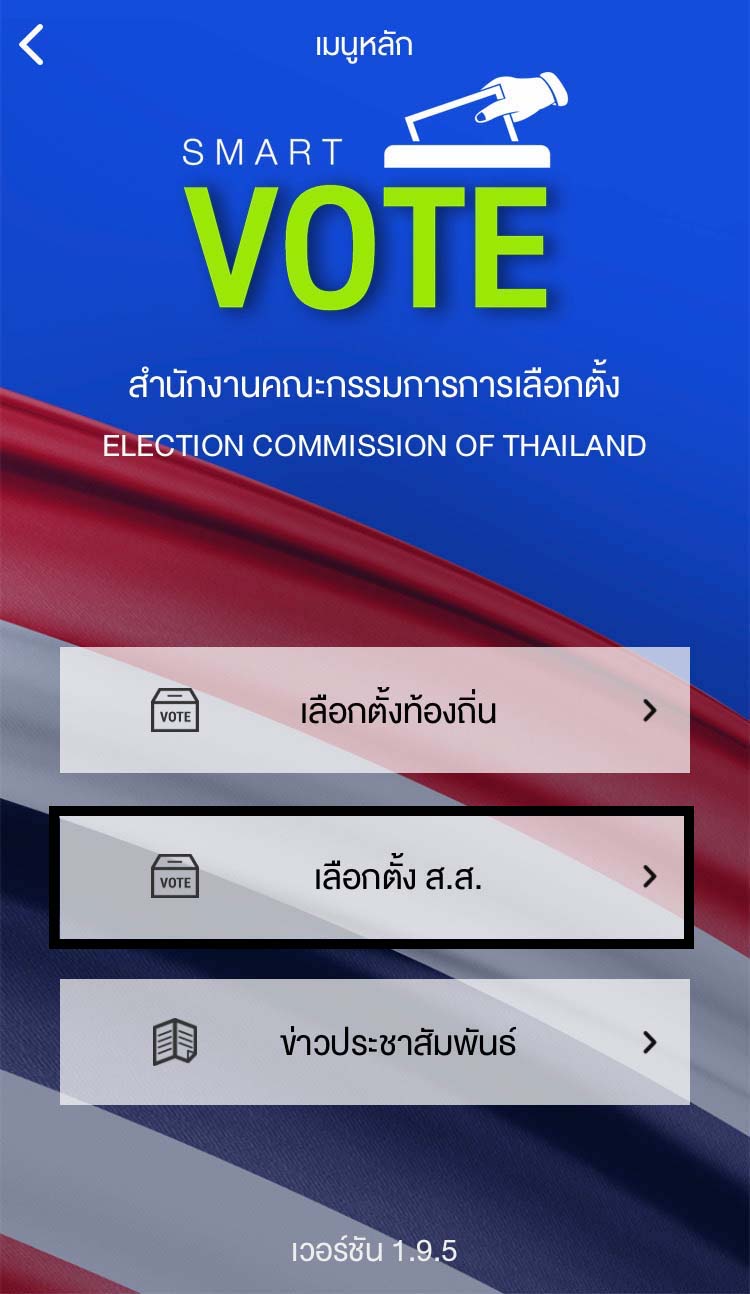 เมนูหลัก
SMART
VOTE
สำนักงานคณะกรรมการการเลือกตั้ง
ELECTION COMMISSION OF THAILAND
VOTE เลือกตั้งท้องถิ่น
VOTE เลือกตั้ง ส.ส.
ข่าวประชาสัมพันธ์
เวอร์ชัน 1.9.5